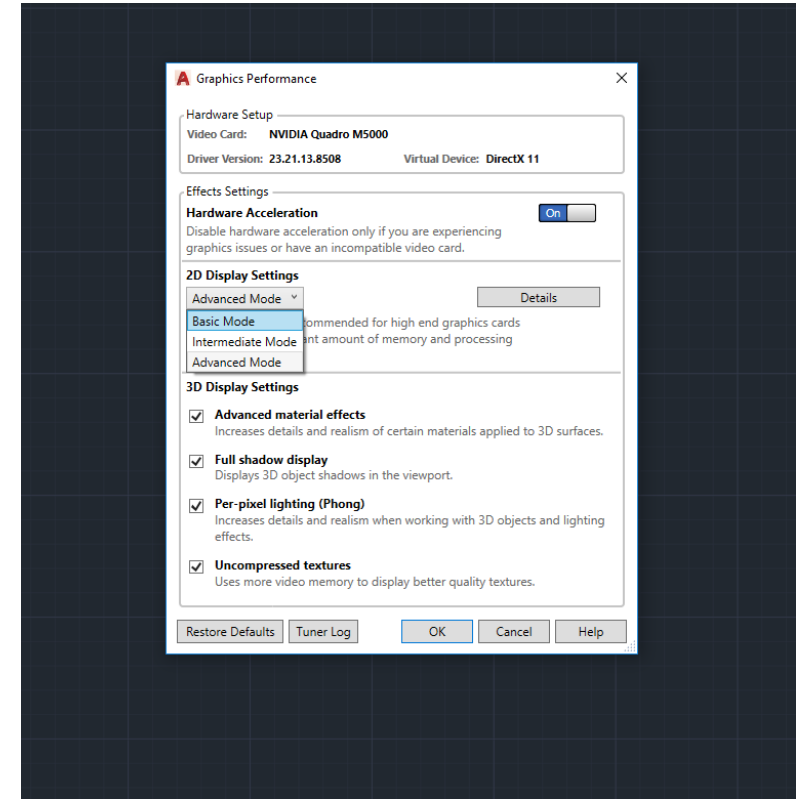 Graphics Performance
Hardware Setup
Video Card: NVIDIA Quadro M5000
Driver Version: 23.21.13.8508 Virtual Device: DirectX 11
Effects Settings
Hardware Acceleration On
Disable hardware acceleration only if you are experiencing
graphics issues or have an incompatible video card.
2D Display Settings
Advanced Mode Details
Basic Mode
for high end graphics cards
Intermediate Mode
amount of memory and processing
Advanced Mode
3D Display Settings
Advanced material effects
Increases details and realism of certain materials applied to 3D surfaces.
Full shadow display
Displays 3D object shadows in the viewport.
Per-pixel lighting (Phong)
Increases details and realism when working with 3D objects and lighting
effects.
Uncompressed textures
Uses more video memory to display better quality textures.
Restore Defaults Tuner Log OK Cancel Help